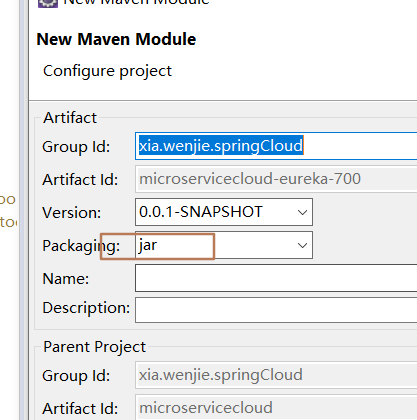 New Maven Module
New Maven Module
Configure project
Artifact
Group Id: xia.wenjie.springCloud
Artifact Id: microservicecloud-eureka-700
Version: 0.0.1-SNAPSHOT
Packaging: jar
Name:
Description:
Parent Project
Group Id: xia.wenjie.springCloud
Artifact Id: microservicecloud